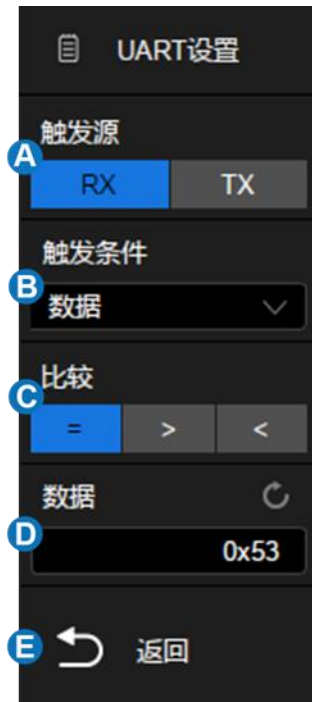 UART设置
触发源
A
RX TX
触发条件
B
数据
比较
C
= > <
数据
D
0x53
E 返回